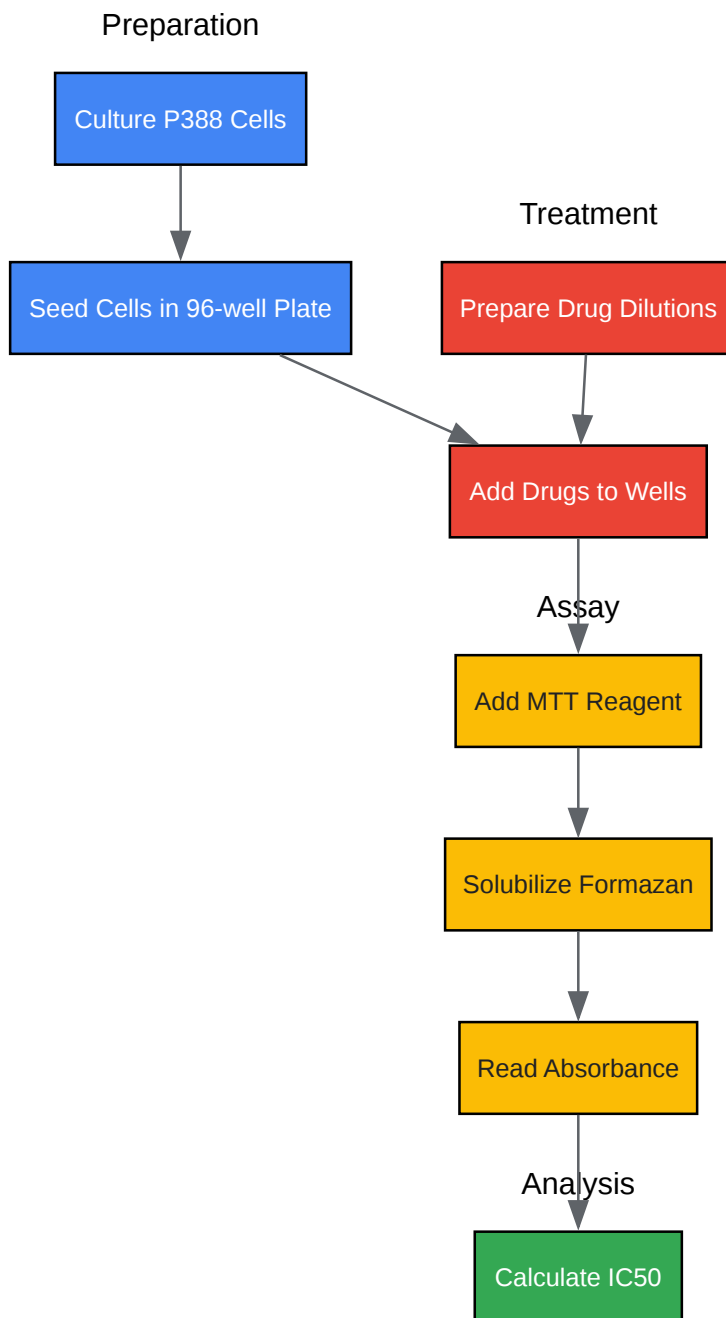 Preparation
Culture P388 Cells
Treatment
Seed Cells in 96-well Plate
Prepare Drug Dilutions
Add Drugs to Wells
Assay
Add MTT Reagent
Solubilize Formazan
Read Absorbance
Analysis
Calculate IC50